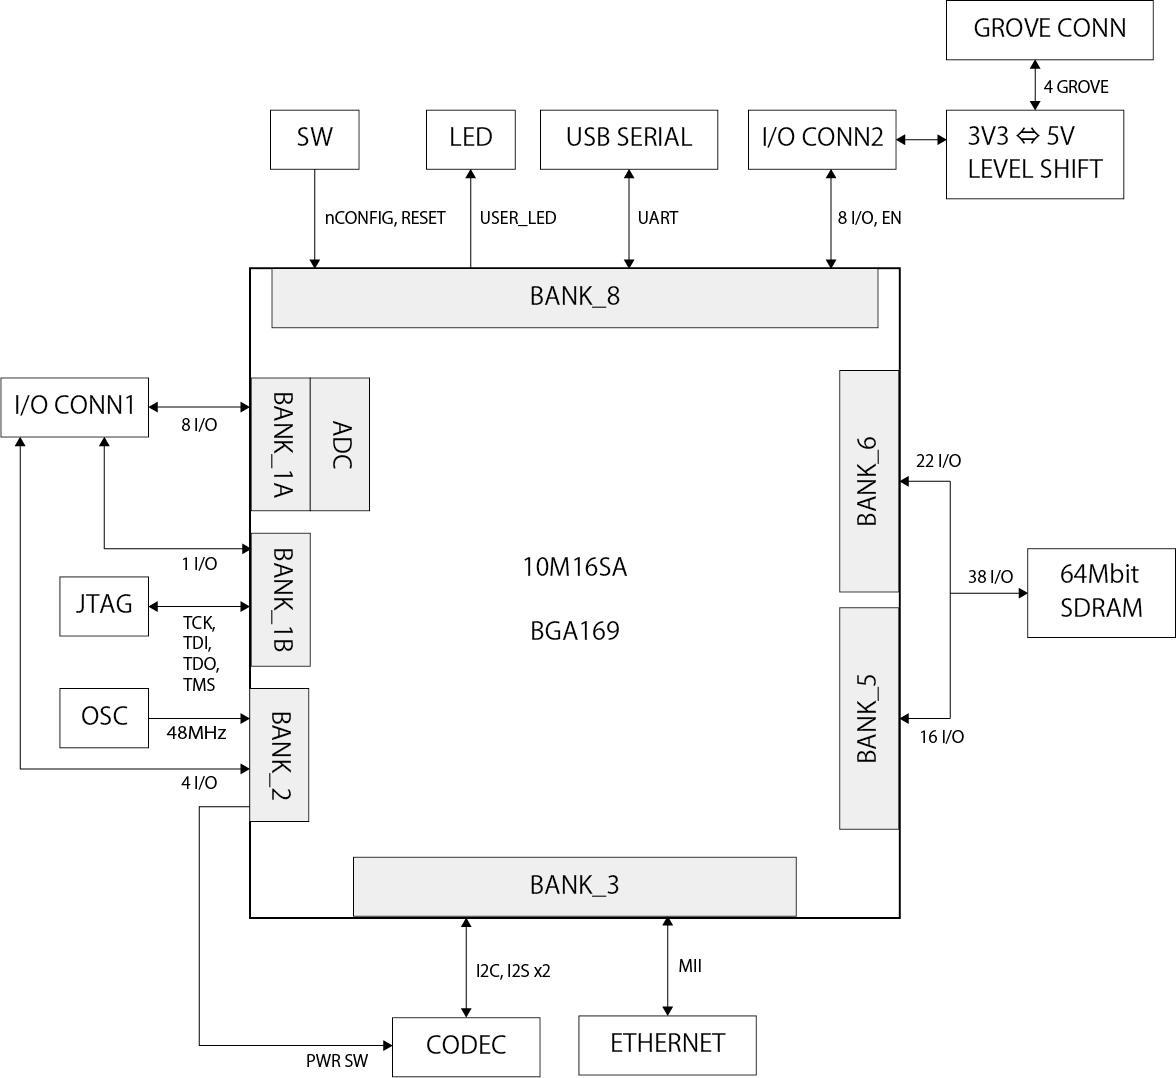 GROVE CONN
4 GROVE
SW
LED
USB SERIAL
I/O CONN2
3V3 ⇔ 5V
LEVEL SHIFT
nCONFIG, RESET
USER_LED
UART
8 I/O, EN
BANK_8
I/O CONN1
8 I/O
BANK_1A
ADC
BANK_6
22 I/O
1 I/O
BANK_1B
10M16SA
BGA169
38 I/O
64Mbit
SDRAM
JTAG
TCK,
TDI,
TDO,
TMS
OSC
48MHz
BANK_2
4 I/O
BANK_5
16 I/O
BANK_3
I2C, I2S x2
MII
PWR SW
CODEC
ETHERNET